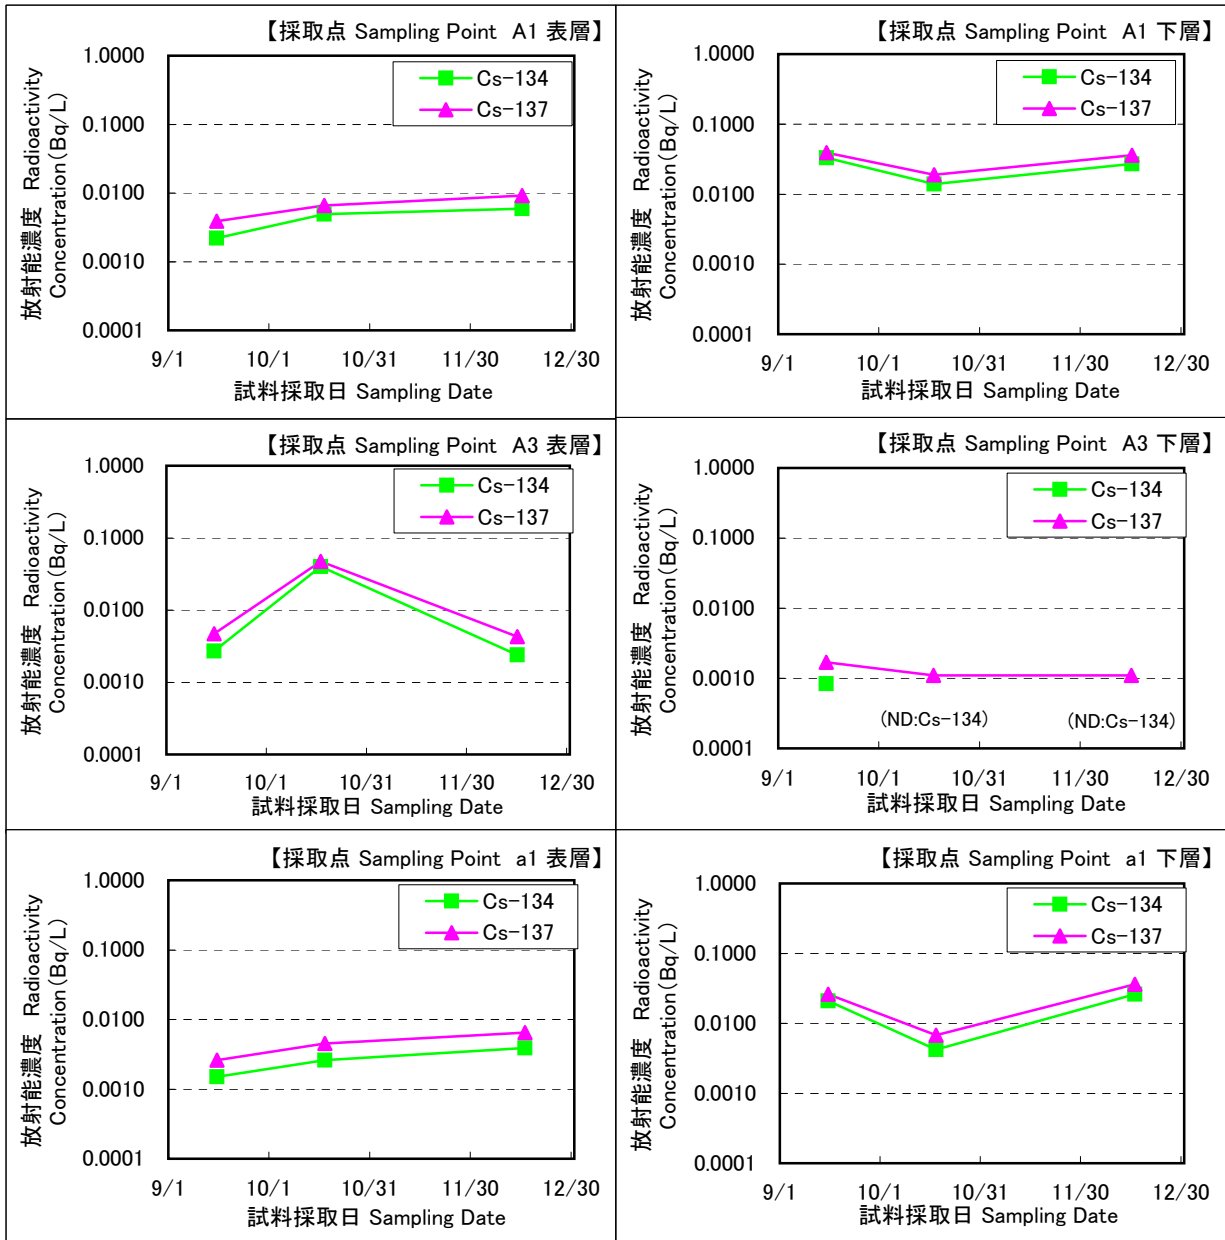 【採取点 Sampling Point A1 表層】
1.0000
0.1000
0.0100
0.0010
0.0001
放射能濃度 Radioactivity
Concentration(Bq/L)
Cs-134
Cs-137
9/1 10/1 10/31 11/30 12/30
試料採取日 Sampling Date
【採取点 Sampling Point A1 下層】
1.0000
0.1000
0.0100
0.0010
0.0001
放射能濃度 Radioactivity
Concentration(Bq/L)
Cs-134
Cs-137
9/1 10/1 10/31 11/30 12/30
試料採取日 Sampling Date
【採取点 Sampling Point A3 表層】
1.0000
0.1000
0.0100
0.0010
0.0001
放射能濃度 Radioactivity
Concentration(Bq/L)
Cs-134
Cs-137
9/1 10/1 10/31 11/30 12/30
試料採取日 Sampling Date
【採取点 Sampling Point A3 下層】
1.0000
0.1000
0.0100
0.0010
0.0001
放射能濃度 Radioactivity
Concentration(Bq/L)
Cs-134
Cs-137
(ND:Cs-134) (ND:Cs-134)
9/1 10/1 10/31 11/30 12/30
試料採取日 Sampling Date
【採取点 Sampling Point a1 表層】
1.0000
0.1000
0.0100
0.0010
0.0001
放射能濃度 Radioactivity
Concentration(Bq/L)
Cs-134
Cs-137
9/1 10/1 10/31 11/30 12/30
試料採取日 Sampling Date
【採取点 Sampling Point a1 下層】
1.0000
0.1000
0.0100
0.0010
0.0001
放射能濃度 Radioactivity
Concentration(Bq/L)
Cs-134
Cs-137
9/1 10/1 10/31 11/30 12/30
試料採取日 Sampling Date